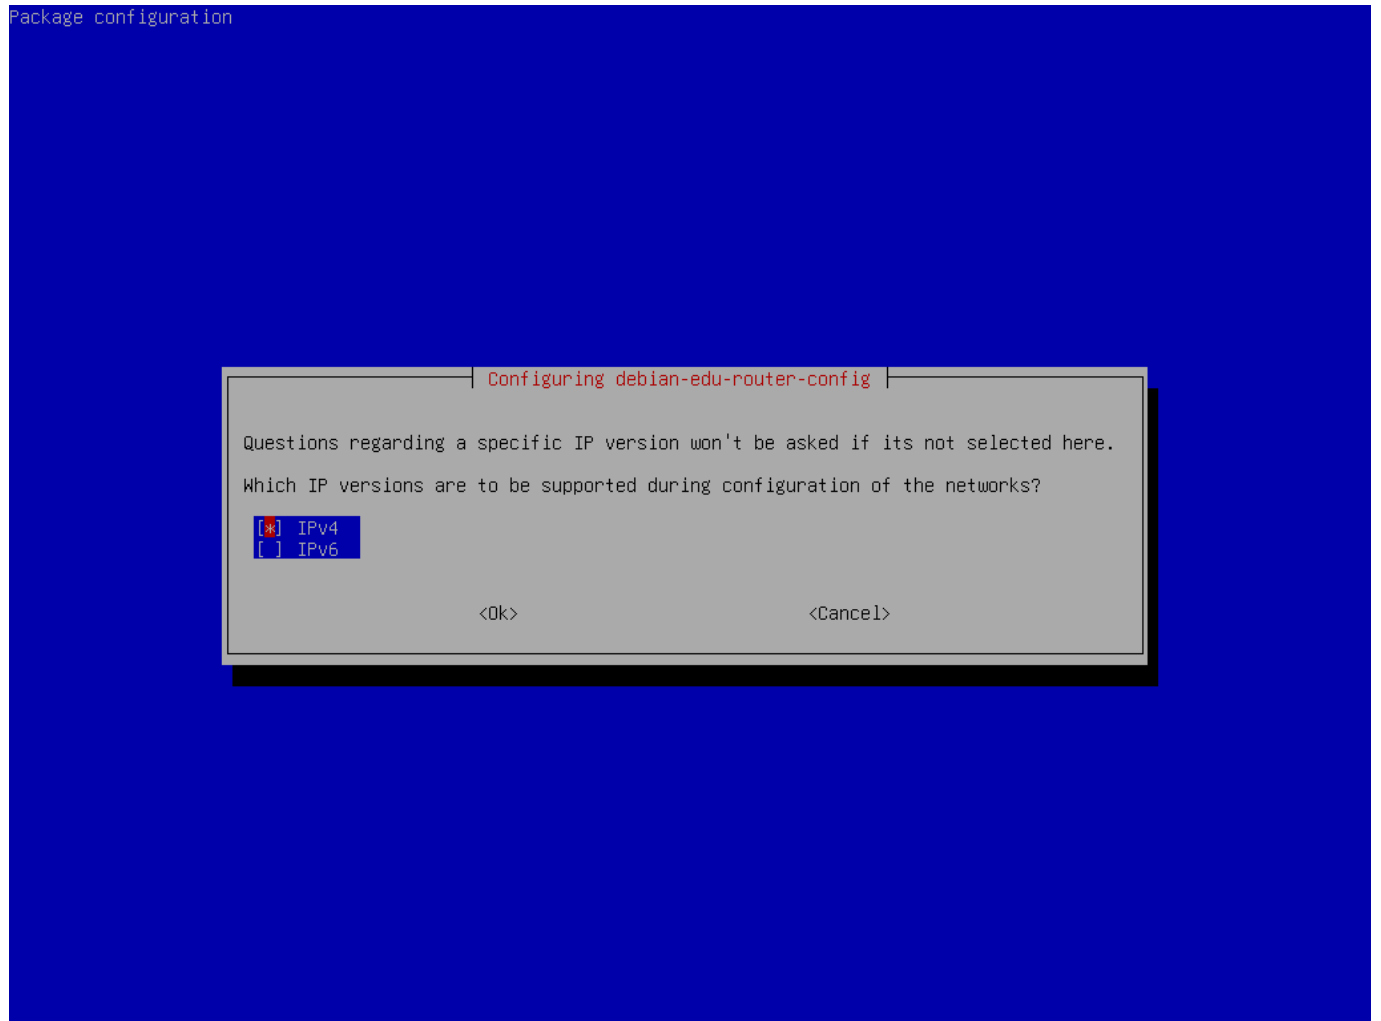 Package configuration
Configuring debian-edu-router-config
Questions regarding a specific IP version won't be asked if its not selected here.
Which IP versions are to be supported during configuration of the networks?
[*] IPv4
[ ] IPv6
<Ok> <Cancel>